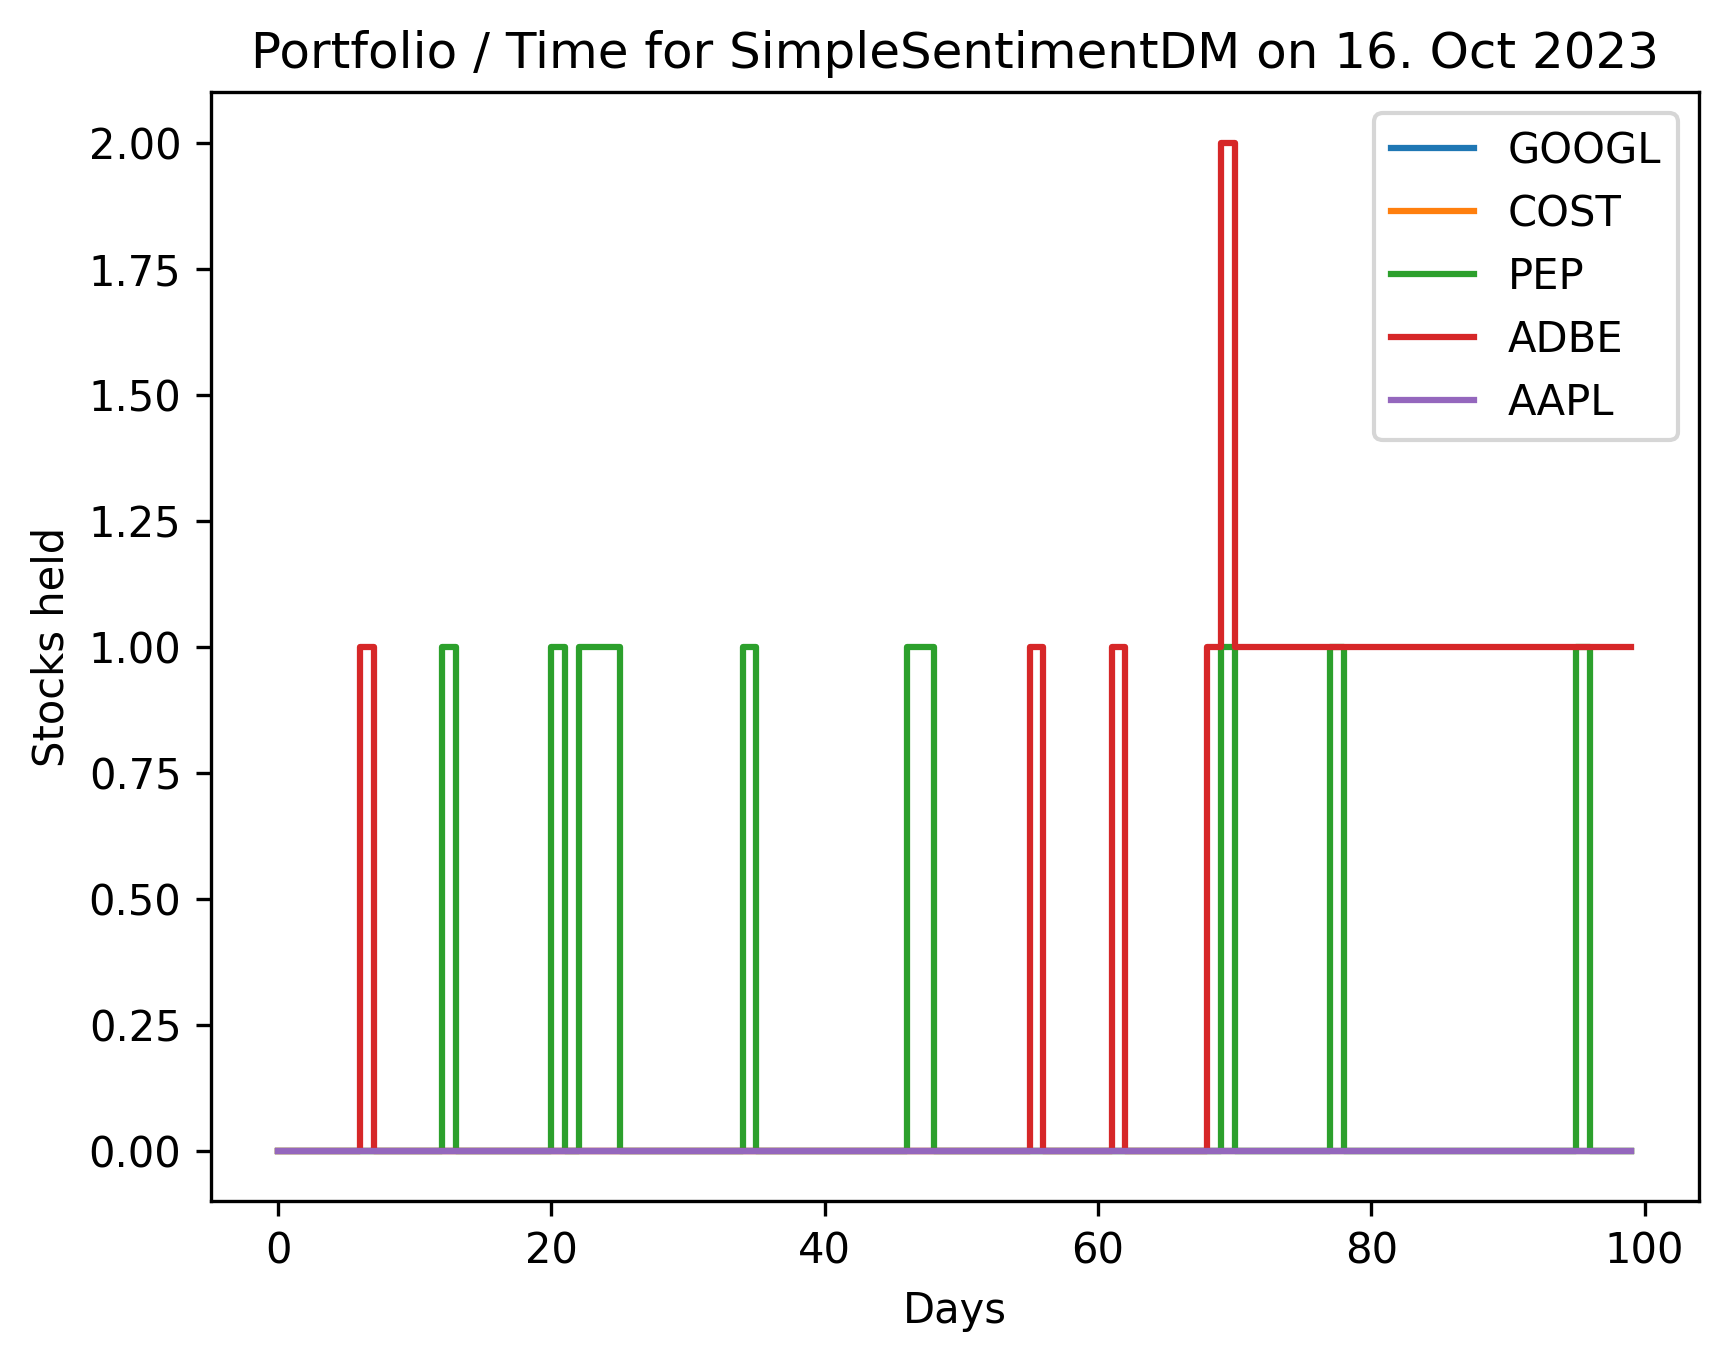 Portfolio / Time for SimpleSentimentDM on 16. Oct 2023
2.00
1.75
1.50
1.25
1.00
0.75
0.50
0.25
0.00
Stocks held
GOOGL
COST
PEP
ADBE
AAPL
0 20 40 60 80 100
Days